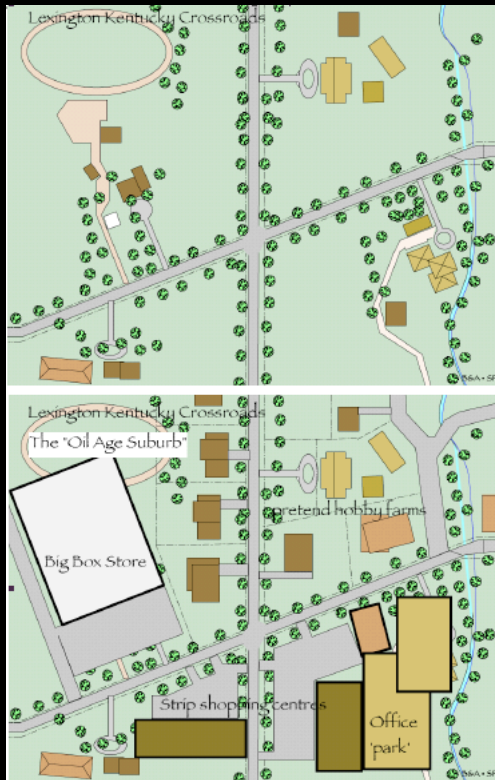 Lexington Kentucky Crossroads
B&A • SF
Lexington Kentucky Crossroads
The "Oil Age Suburb"
pretend hobby farms
Big Box Store
Strip shopping centres
Office
'park'